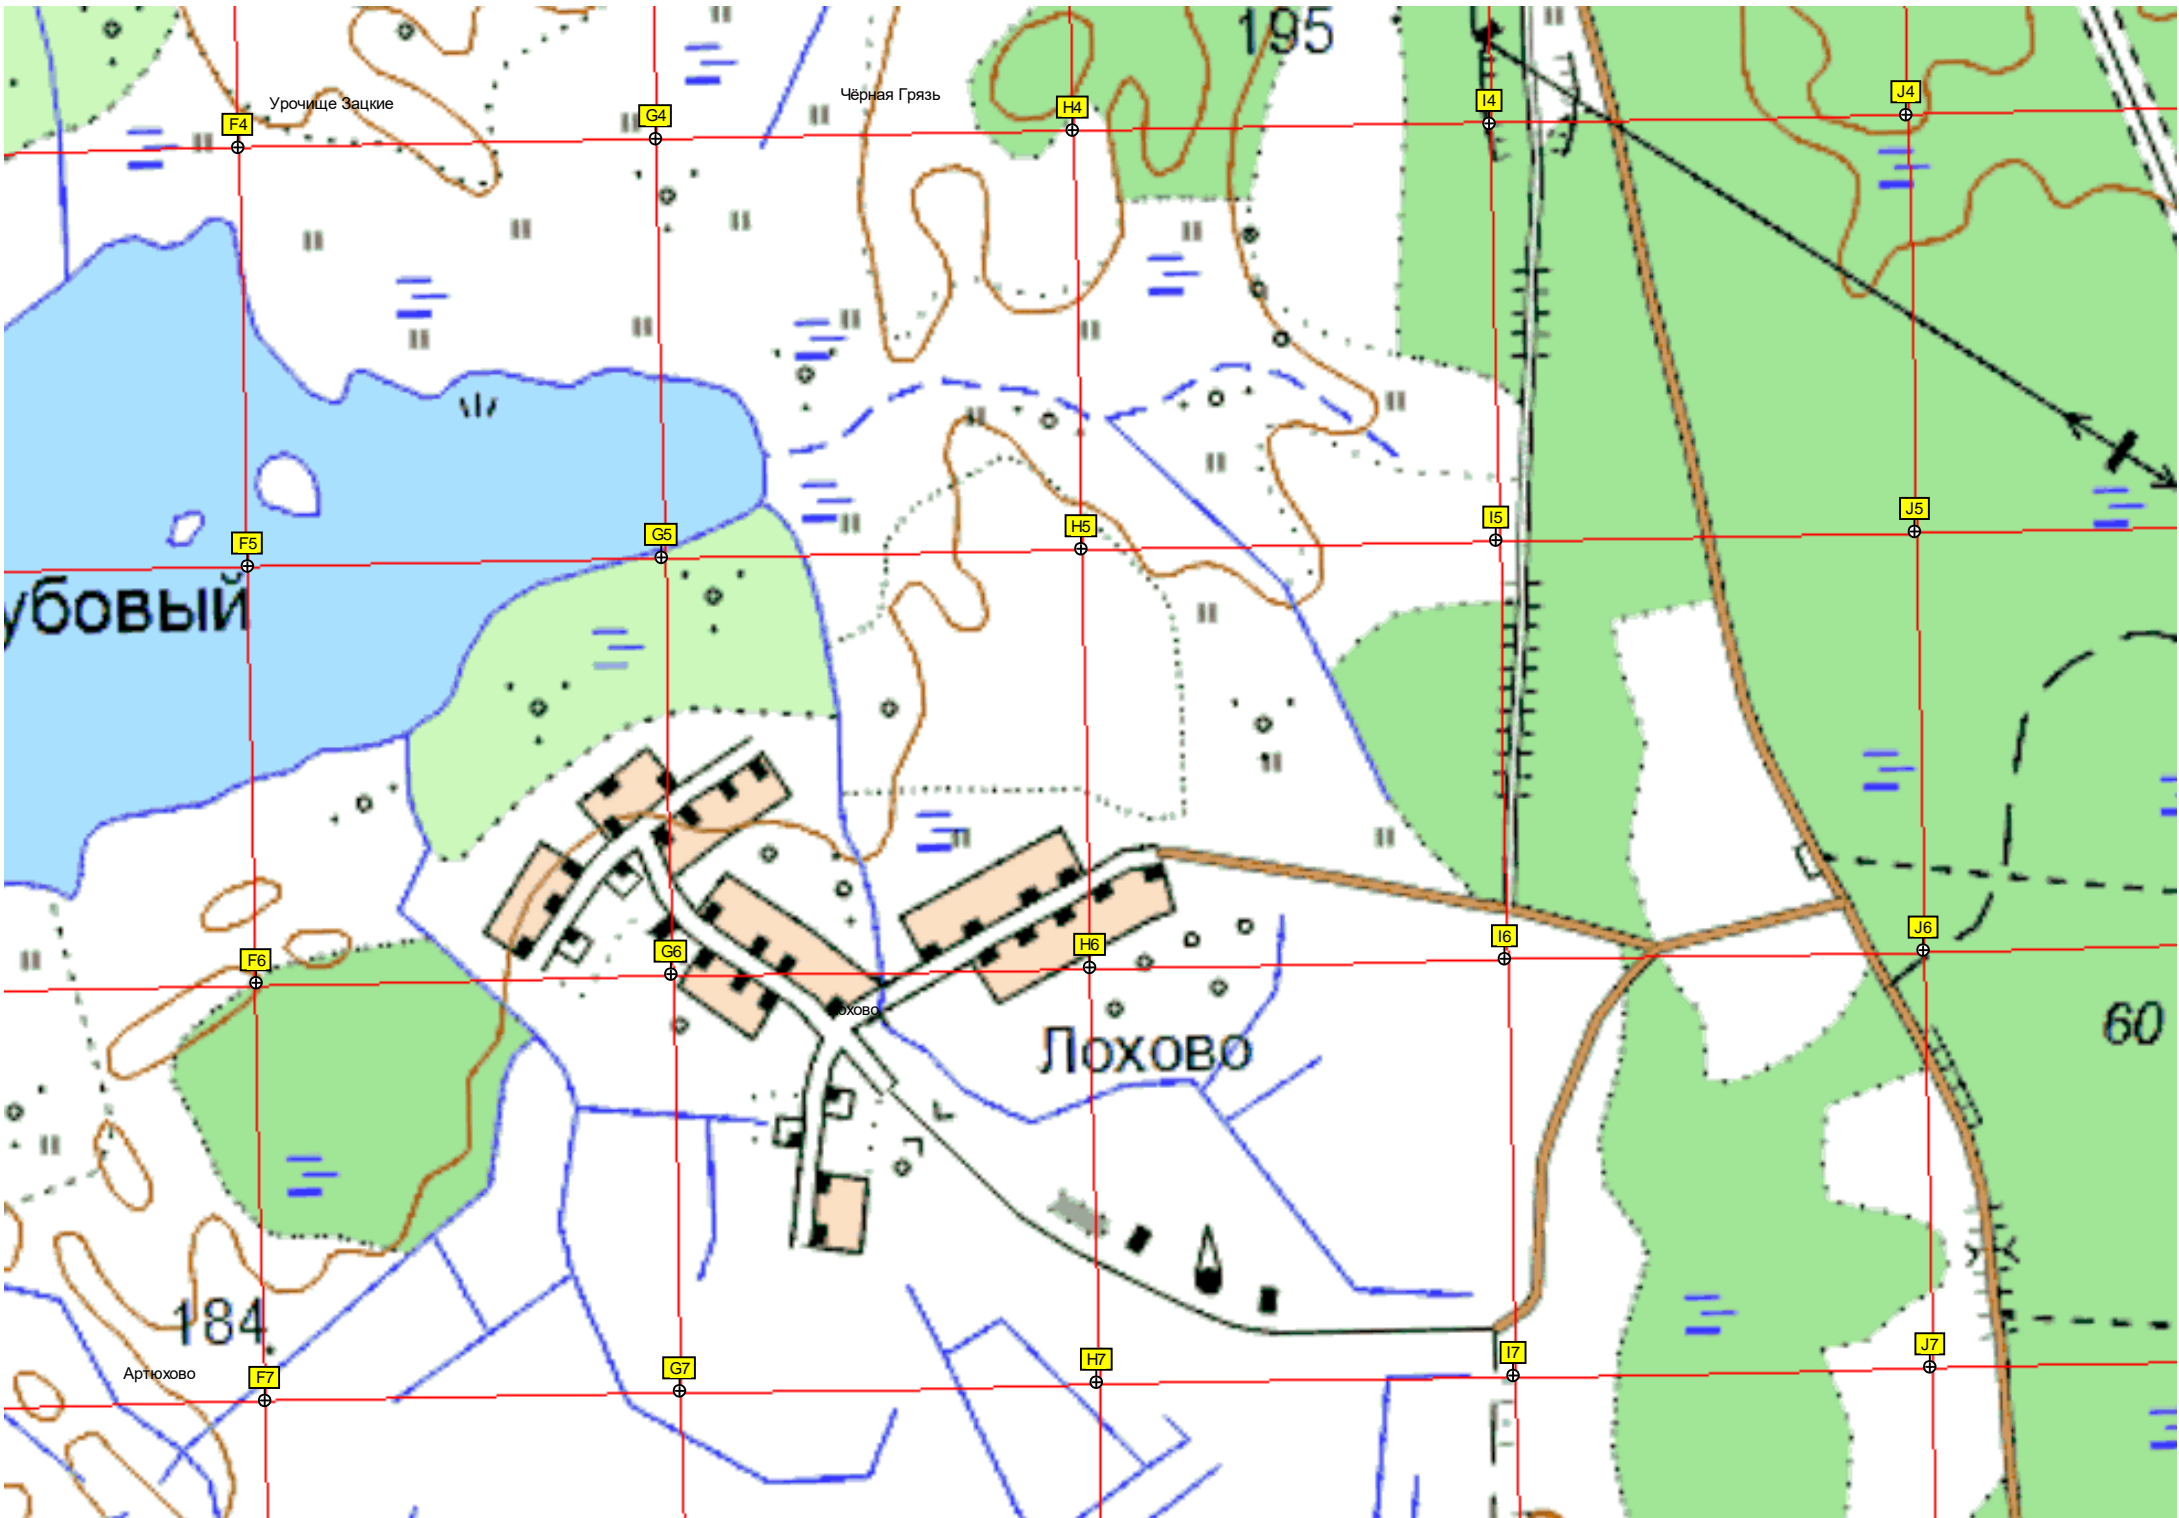 195
Урочище Зацкие
Чёрная Грязь
F4
G4
H4
I4
J4
F5
G5
H5
I5
J5
убовый
F6
G6
H6
I6
J6
охово
Лохово
60
184
Артюхово
F7
G7
H7
I7
J7